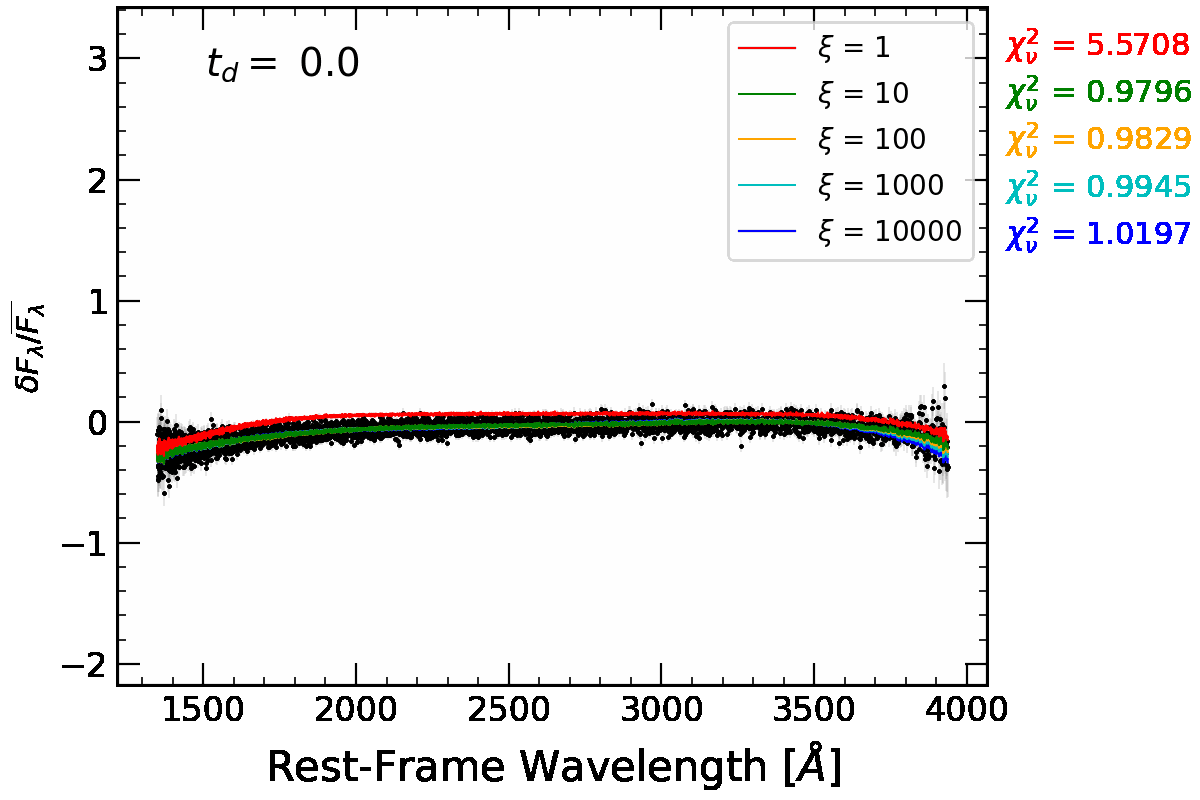 t_d = 0.0
ξ = 1
ξ = 10
ξ = 100
ξ = 1000
ξ = 10000
χ²_ν = 5.5708
χ²_ν = 0.9796
χ²_ν = 0.9829
χ²_ν = 0.9945
χ²_ν = 1.0197
δF_λ/F̅_λ
3
2
1
0
−1
−2
1500 2000 2500 3000 3500 4000
Rest-Frame Wavelength [Å]